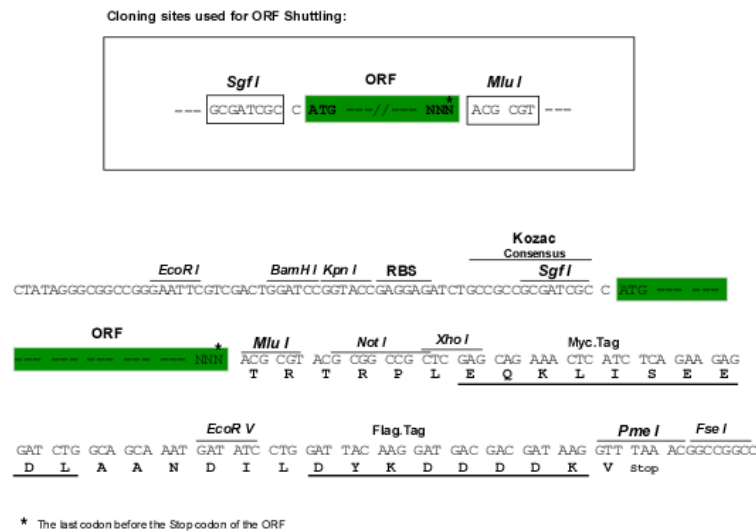 Cloning sites used for ORF Shuttling:
Sgf I ORF Mlu I
--- GCGATCGC C ATG ---//--- NNN* ACG CGT ---
Kozac
Consensus
EcoR I BamH I Kpn I RBS Sgf I
CTATAGGGCGGCCGGGAATTCGTCGACTGGATCCGGTACCGAGGAGATCTGCCGCCGCGATCGC C ATG --- ---
ORF Mlu I Not I Xho I Myc.Tag
--- --- --- --- --- --- NNN* ACG CGT ACG CGG CCG CTC GAG CAG AAA CTC ATC TCA GAA GAG
T R T R P L E Q K L I S E E
EcoR V Flag.Tag Pme I Fse I
GAT CTG GCA GCA AAT GAT ATC CTG GAT TAC AAG GAT GAC GAC GAT AAG GTT TAA ACGGCCGGCC
D L A A N D I L D Y K D D D D K V Stop
* The last codon before the Stop codon of the ORF